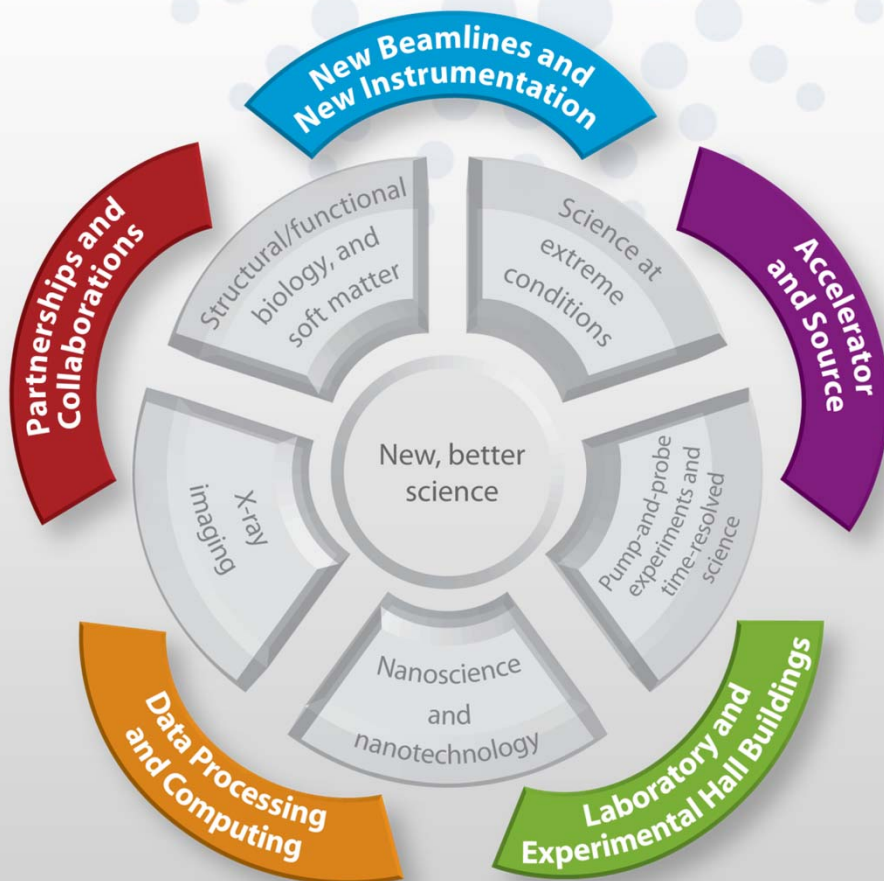 New Beamlines and
New Instrumentation
Accelerator
and Source
Laboratory and
Experimental Hall Buildings
Data Processing
and Computing
Partnerships and
Collaborations
Structural/functional
biology, and
soft matter
Science at
extreme
conditions
Pump-and-probe
experiments and
time-resolved
science
Nanoscience
and
nanotechnology
X-ray
imaging
New, better
science